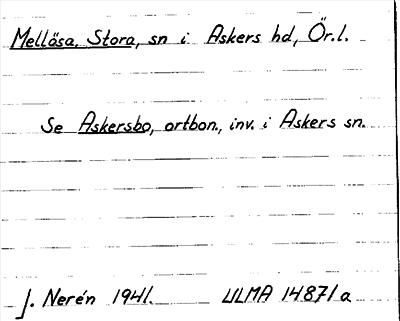 Mellösa, Stora, sn i Askers hd, Ör.l.
Se Askersbo, ortbon., inv. i Askers sn.
J. Nerén 1941. ULMA 14871 a